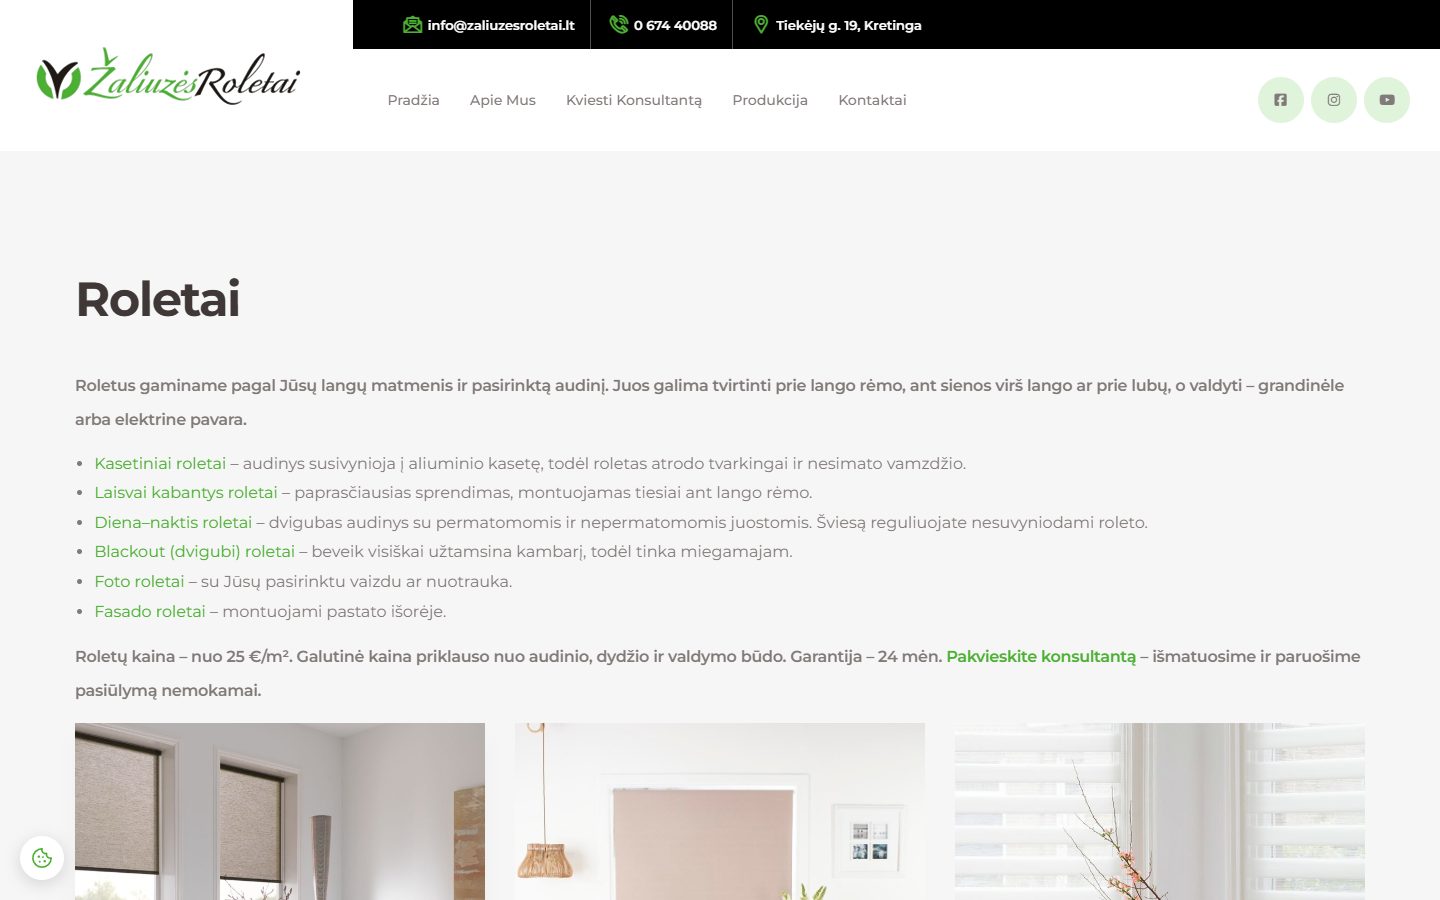 info@zaliuzesroletai.lt
0 674 40088
Tiekėjų g. 19, Kretinga
ŽaliuzėsRoletai
Pradžia
Apie Mus
Kviesti Konsultantą
Produkcija
Kontaktai
Roletai
Roletus gaminame pagal Jūsų langų matmenis ir pasirinktą audinį. Juos galima tvirtinti prie lango rėmo, ant sienos virš lango ar prie lubų, o valdyti – grandinėle
arba elektrine pavara.
• Kasetiniai roletai – audinys susivynioja į aliuminio kasetę, todėl roletas atrodo tvarkingai ir nesimato vamzdžio.
• Laisvai kabantys roletai – paprasčiausias sprendimas, montuojamas tiesiai ant lango rėmo.
• Diena–naktis roletai – dvigubas audinys su permatomomis ir nepermatomomis juostomis. Šviesą reguliuojate nesuvyniodami roleto.
• Blackout (dvigubi) roletai – beveik visiškai užtamsina kambarį, todėl tinka miegamajam.
• Foto roletai – su Jūsų pasirinktu vaizdu ar nuotrauka.
• Fasado roletai – montuojami pastato išorėje.
Roletų kaina – nuo 25 €/m². Galutinė kaina priklauso nuo audinio, dydžio ir valdymo būdo. Garantija – 24 mėn. Pakvieskite konsultantą – išmatuosime ir paruošime
pasiūlymą nemokamai.